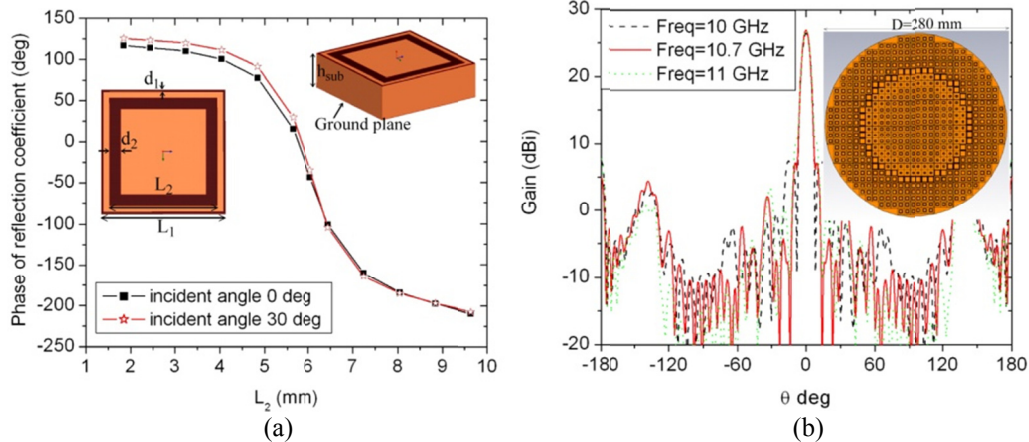 Phase of reflection coefficient (deg)
150
100
50
0
-50
-100
-150
-200
-250
1 2 3 4 5 6 7 8 9 10
L2 (mm)
d1
d2
L2
L1
hsub
Ground plane
incident angle 0 deg
incident angle 30 deg
(a)
Gain (dBi)
30
20
10
0
-10
-20
-180 -120 -60 0 60 120 180
θ deg
Freq=10 GHz
Freq=10.7 GHz
Freq=11 GHz
D=280 mm
(b)